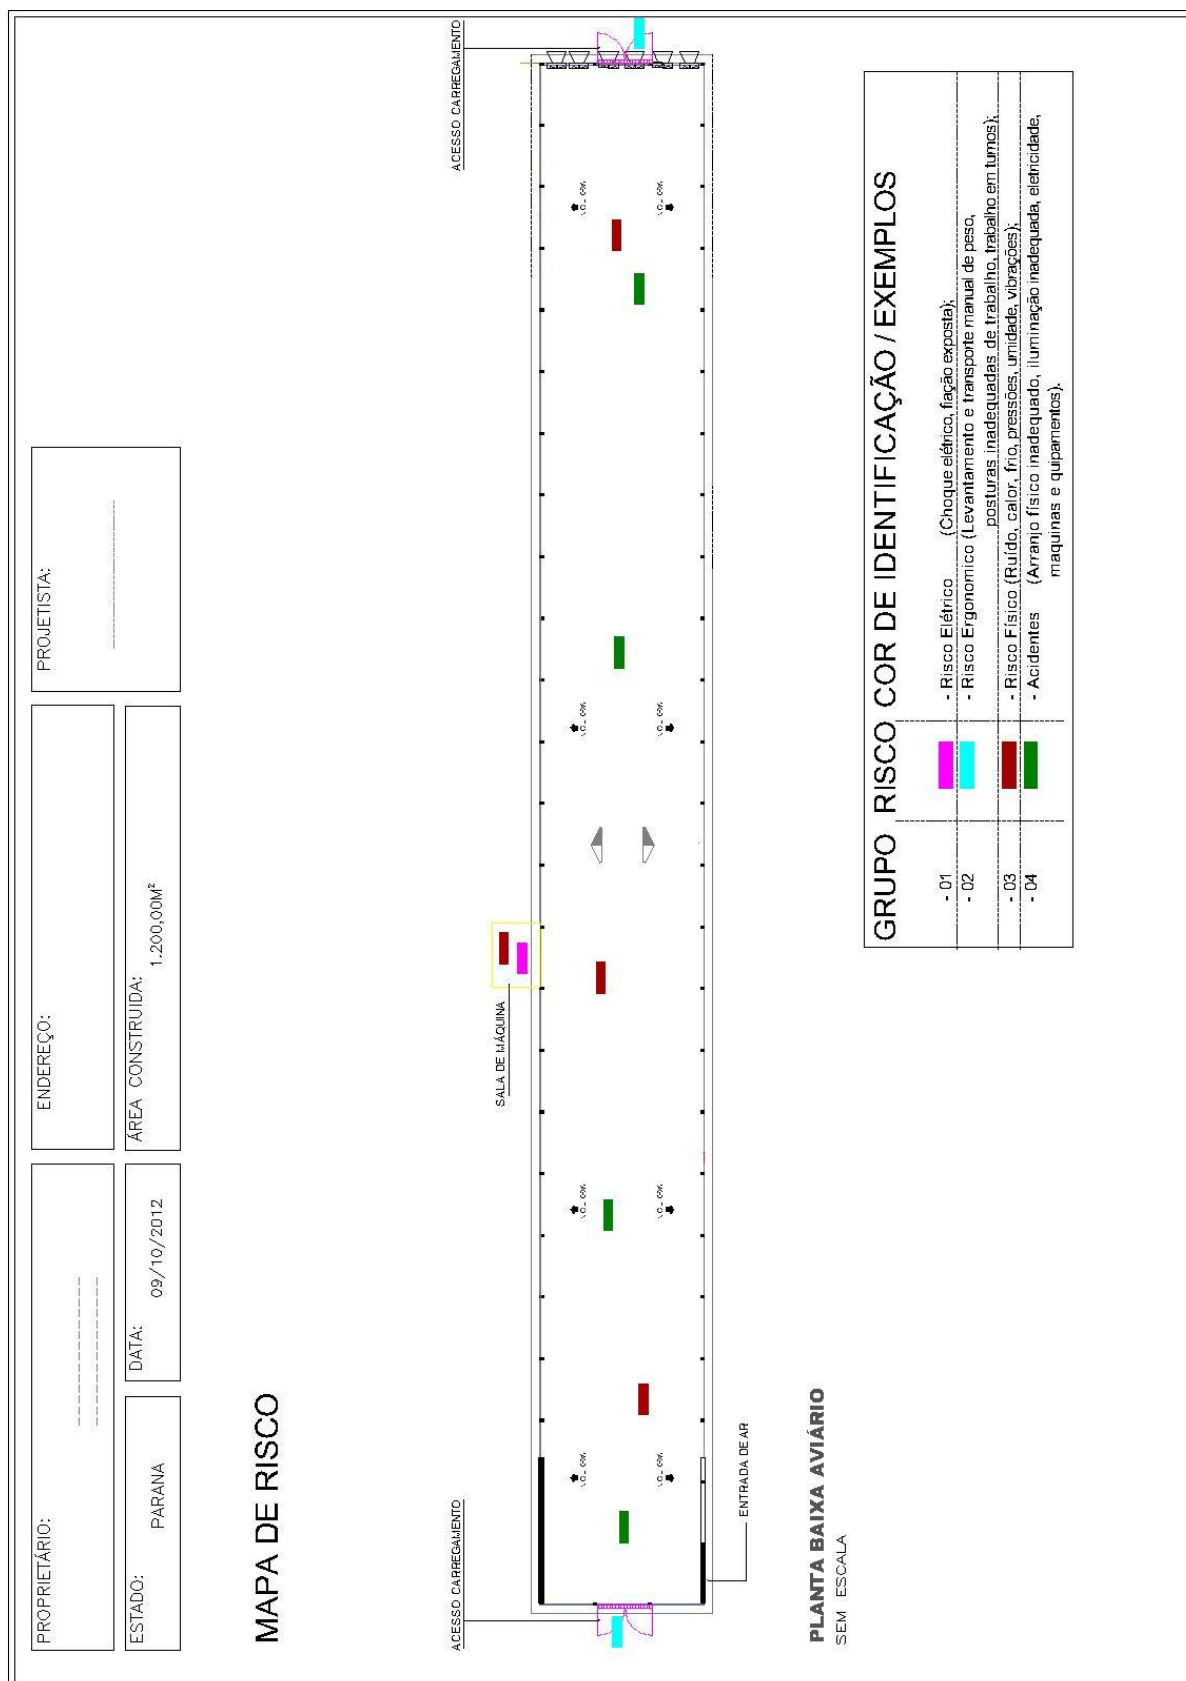 PROPRIETÁRIO:
ENDEREÇO:
PROJETISTA:
ESTADO:
PARANA
DATA:
09/10/2012
ÁREA CONSTRUIDA:
1.200,00M²
MAPA DE RISCO
ACESSO CARREGAMENTO
ACESSO CARREGAMENTO
SALA DE MÁQUINA
ENTRADA DE AR
PLANTA BAIXA AVIÁRIO
SEM ESCALA
GRUPO RISCO COR DE IDENTIFICAÇÃO / EXEMPLOS
- 01 - Risco Elétrico (Choque elétrico, fiação exposta);
- 02 - Risco Ergonomico (Levantamento e transporte manual de peso,
posturas inadequadas de trabalho, trabalho em turnos);
- 03 - Risco Físico (Ruído, calor, frio, pressões, umidade, vibrações);
- 04 - Acidentes (Arranjo físico inadequado, iluminação inadequada, eletricidade,
maquinas e quipamentos).